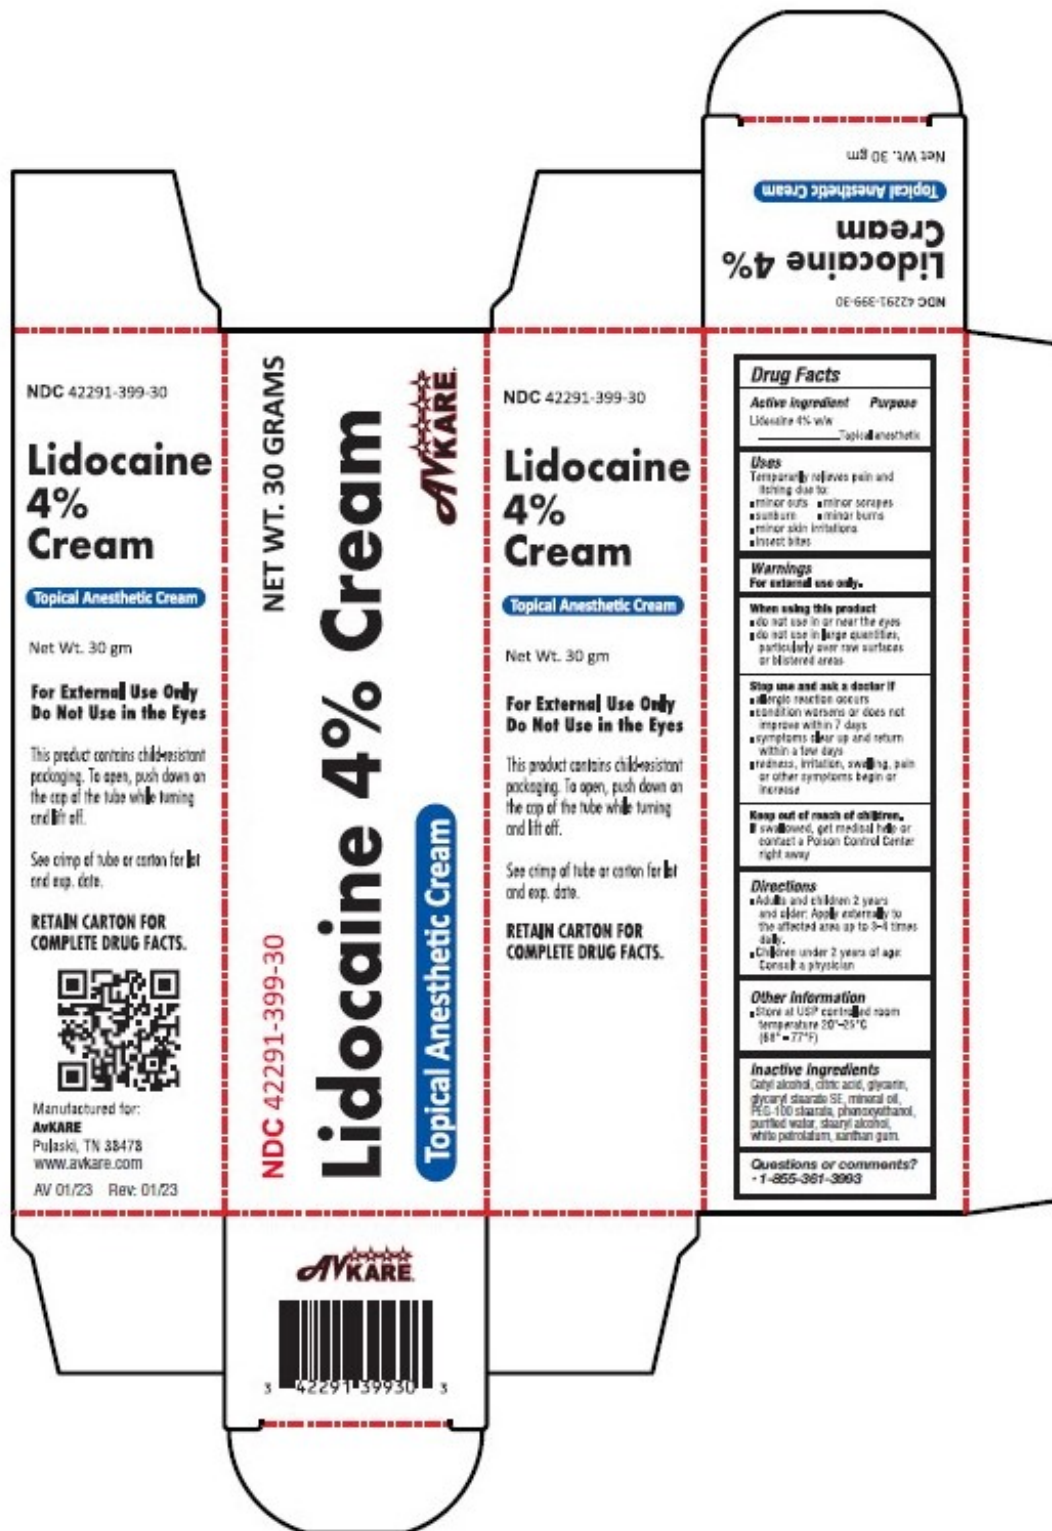 Net Wt. 30 gm
Topical Anesthetic Cream
Lidocaine 4%
Cream
NDC 42291-399-30
NDC 42291-399-30
Lidocaine
4%
Cream
Topical Anesthetic Cream
Net Wt. 30 gm
For External Use Only
Do Not Use in the Eyes
This product contains child-resistant
packaging. To open, push down on
the cap of the tube while turning
and lift off.
See crimp of tube or carton for lot
and exp. date.
RETAIN CARTON FOR
COMPLETE DRUG FACTS.
Manufactured for:
AvKARE
Pulaski, TN 38478
www.avkare.com
AV 01/23 Rev: 01/23
NDC 42291-399-30
NET WT. 30 GRAMS
Lidocaine 4% Cream
Topical Anesthetic Cream
AVKARE.
AVKARE.
3 42291 39930 3
NDC 42291-399-30
Lidocaine
4%
Cream
Topical Anesthetic Cream
Net Wt. 30 gm
For External Use Only
Do Not Use in the Eyes
This product contains child-resistant
packaging. To open, push down on
the cap of the tube while turning
and lift off.
See crimp of tube or carton for lot
and exp. date.
RETAIN CARTON FOR
COMPLETE DRUG FACTS.
Drug Facts
Active ingredient Purpose
Lidocaine 4% w/w
Topical anesthetic
Uses
Temporarily relieves pain and
itching due to:
▪ minor cuts ▪ minor scrapes
▪ sunburn ▪ minor burns
▪ minor skin irritations
▪ insect bites
Warnings
For external use only.
When using this product
▪ do not use in or near the eyes
▪ do not use in large quantities,
particularly over raw surfaces
or blistered areas
Stop use and ask a doctor if
▪ allergic reaction occurs
▪ condition worsens or does not
improve within 7 days
▪ symptoms clear up and return
within a few days
▪ redness, irritation, swelling, pain
or other symptoms begin or
increase
Keep out of reach of children.
If swallowed, get medical help or
contact a Poison Control Center
right away
Directions
▪ Adults and children 2 years
and older: Apply externally to
the affected area up to 3-4 times
daily.
▪ Children under 2 years of age:
Consult a physician
Other Information
▪ Store at USP controlled room
temperature 20°-25°C
(68° - 77°F)
Inactive Ingredients
Cetyl alcohol, citric acid, glycerin,
glyceryl stearate SE, mineral oil,
PEG-100 stearate, phenoxyethanol,
purified water, stearyl alcohol,
white petrolatum, xanthan gum.
Questions or comments?
- 1-855-361-3993